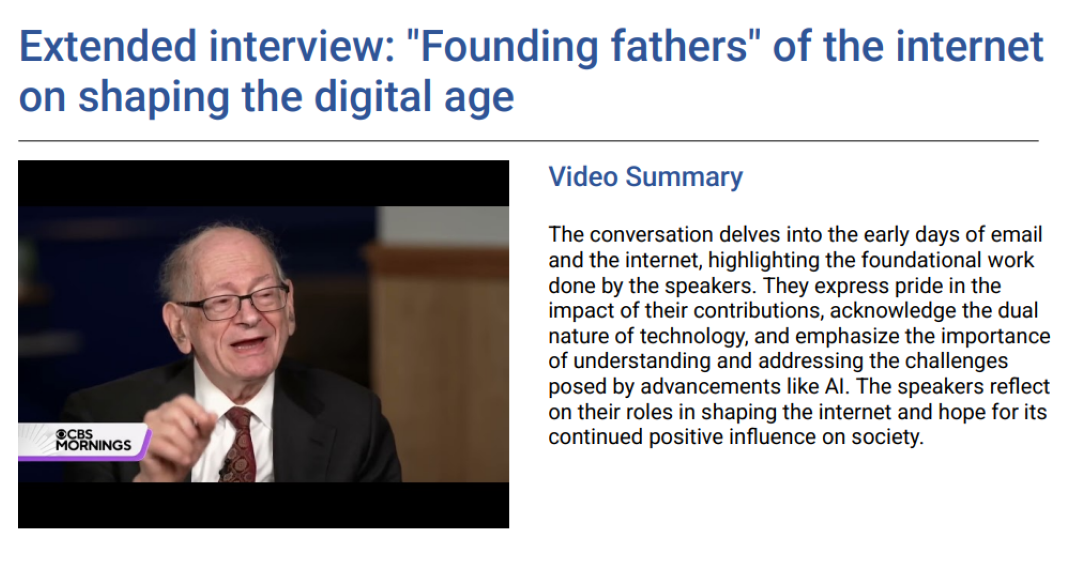 Extended interview: "Founding fathers" of the internet
on shaping the digital age
Video Summary
The conversation delves into the early days of email
and the internet, highlighting the foundational work
done by the speakers. They express pride in the
impact of their contributions, acknowledge the dual
nature of technology, and emphasize the importance
of understanding and addressing the challenges
posed by advancements like AI. The speakers reflect
on their roles in shaping the internet and hope for its
continued positive influence on society.
CBS
MORNINGS